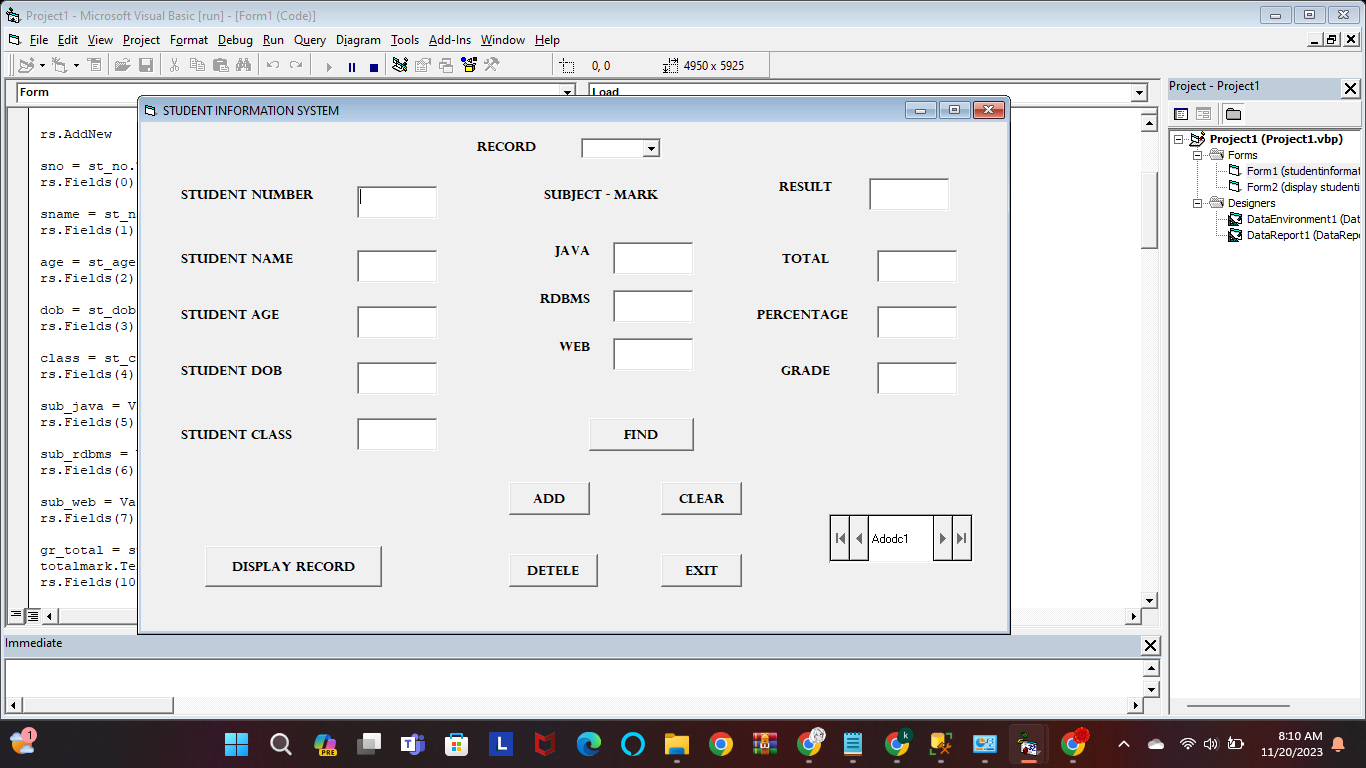 Project1 - Microsoft Visual Basic [run] - [Form1 (Code)]
File Edit View Project Format Debug Run Query Diagram Tools Add-Ins Window Help
0, 0 4950 x 5925
Form Load
STUDENT INFORMATION SYSTEM
RECORD
STUDENT NUMBER SUBJECT - MARK RESULT
STUDENT NAME JAVA TOTAL
STUDENT AGE RDBMS PERCENTAGE
STUDENT DOB WEB GRADE
STUDENT CLASS FIND
ADD CLEAR
Adodc1
DISPLAY RECORD DETELE EXIT
rs.AddNew
sno = st_no.
rs.Fields(0)
sname = st_n
rs.Fields(1)
age = st_age
rs.Fields(2)
dob = st_dob
rs.Fields(3)
class = st_c
rs.Fields(4)
sub_java = V
rs.Fields(5)
sub_rdbms =
rs.Fields(6)
sub_web = Va
rs.Fields(7)
gr_total = s
totalmark.Te
rs.Fields(10
Immediate
Project - Project1
Project1 (Project1.vbp)
Forms
Form1 (studentinformat
Form2 (display studenti
Designers
DataEnvironment1 (Dat
DataReport1 (DataRepo
1
PRE
L
k
8:10 AM
11/20/2023